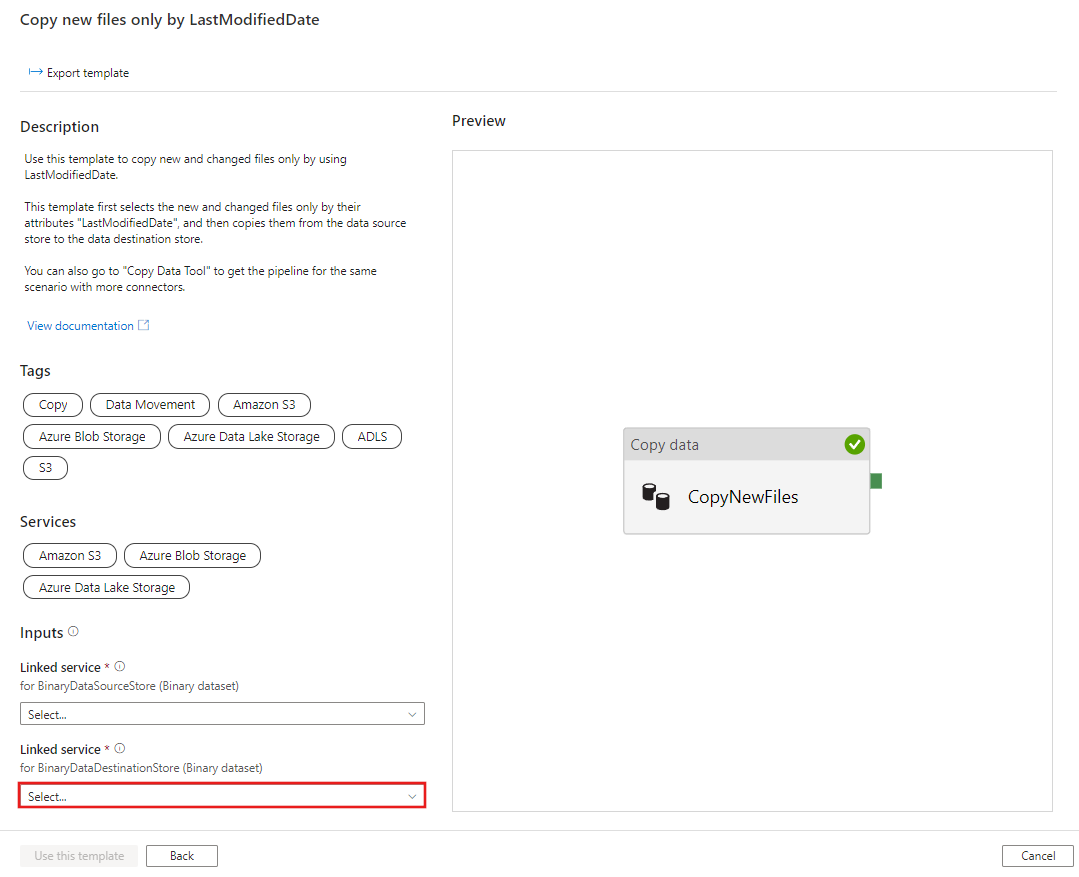 Copy new files only by LastModifiedDate
Export template
Description
Use this template to copy new and changed files only by using
LastModifiedDate.
This template first selects the new and changed files only by their
attributes "LastModifiedDate", and then copies them from the data source
store to the data destination store.
You can also go to "Copy Data Tool" to get the pipeline for the same
scenario with more connectors.
View documentation
Tags
Copy
Data Movement
Amazon S3
Azure Blob Storage
Azure Data Lake Storage
ADLS
S3
Services
Amazon S3
Azure Blob Storage
Azure Data Lake Storage
Inputs
Linked service *
for BinaryDataSourceStore (Binary dataset)
Select...
Linked service *
for BinaryDataDestinationStore (Binary dataset)
Select...
Preview
Copy data
CopyNewFiles
Use this template
Back
Cancel